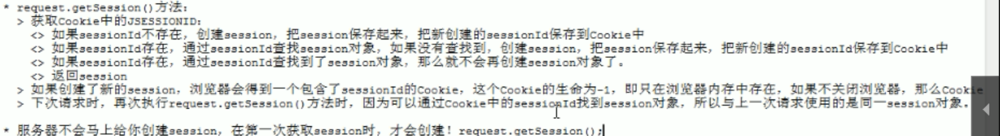 * request.getSession()方法：
> 获取Cookie中的JSESSIONID：
<> 如果sessionId不存在，创建session，把session保存起来，把新创建的sessionId保存到Cookie中
<> 如果sessionId存在，通过sessionId查找session对象，如果没有查找到，创建session，把session保存起来，把新创建的sessionId保存到Cookie中
<> 如果sessionId存在，通过sessionId查找到了session对象，那么就不会再创建session对象了。
<> 返回session
> 如果创建了新的session，浏览器会得到一个包含了sessionId的Cookie，这个Cookie的生命为-1，即只在浏览器内存中存在，如果不关闭浏览器，那么Cookie
> 下次请求时，再次执行request.getSession()方法时，因为可以通过Cookie中的sessionId找到session对象，所以与上一次请求使用的是同一session对象。
* 服务器不会马上给你创建session，在第一次获取session时，才会创建！request.getSession();